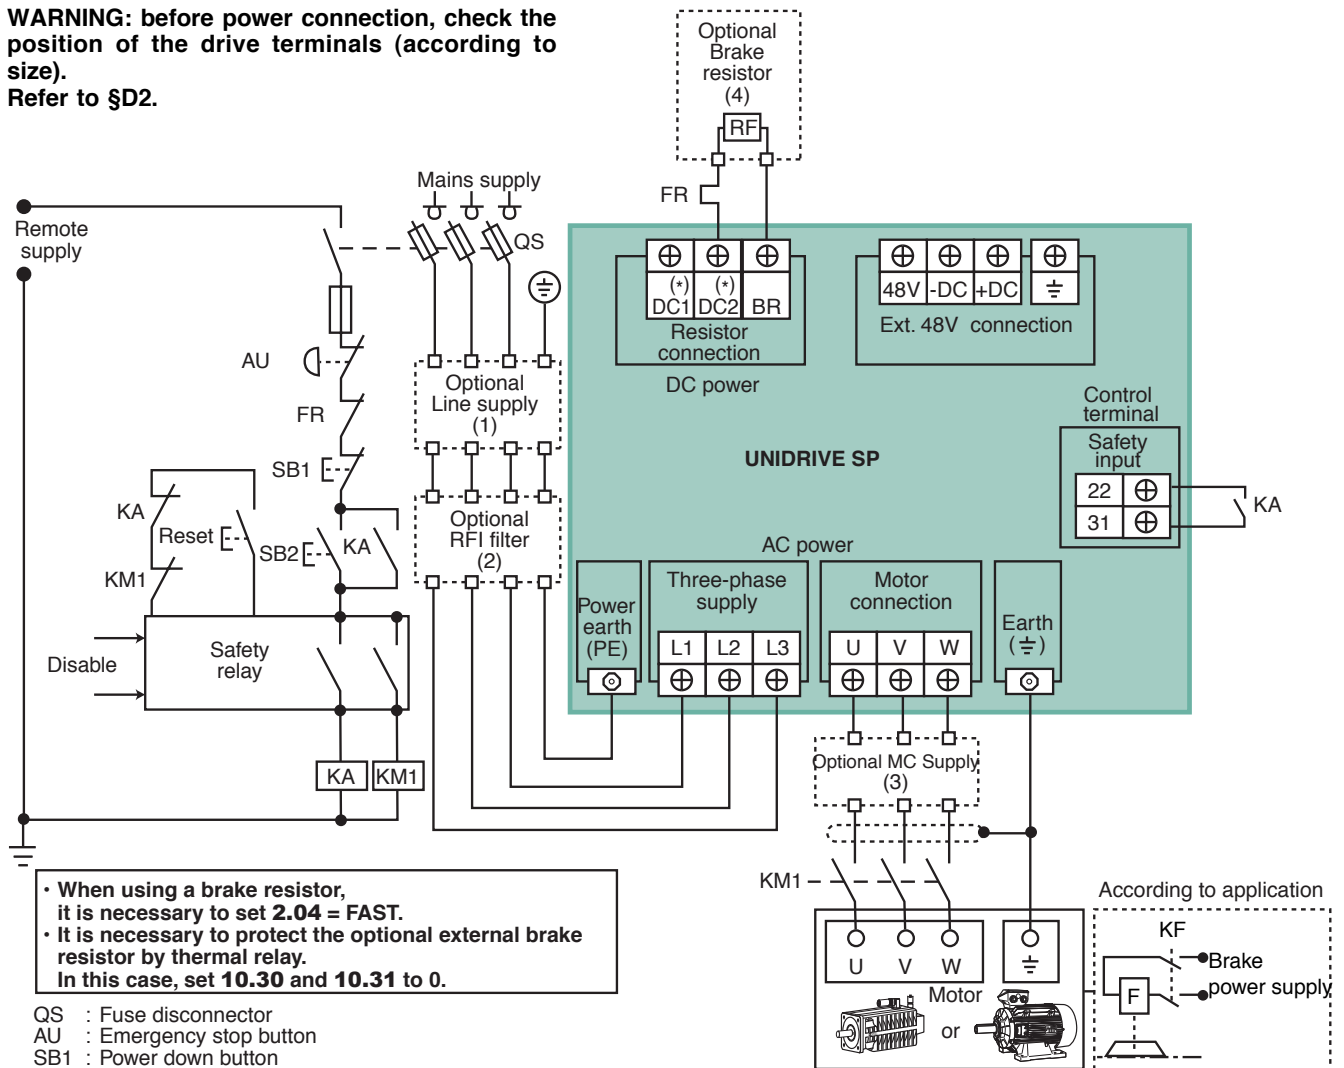 WARNING: before power connection, check the
position of the drive terminals (according to
size).
Refer to §D2.
Optional
Brake
resistor
(4)
RF
FR
Mains supply
QS
Remote
supply
AU
FR
SB1
SB2
KA
KA
Reset
KM1
Disable
Safety
relay
KA
KM1
Optional
Line supply
(1)
Optional
RFI filter
(2)
(*)
DC1
(*)
DC2
BR
Resistor
connection
DC power
48V
-DC
+DC
Ext. 48V connection
UNIDRIVE SP
Control
terminal
Safety
input
22
31
KA
AC power
Power
earth
(PE)
Three-phase
supply
L1
L2
L3
Motor
connection
U
V
W
Earth
(⏚)
Optional MC Supply
(3)
KM1
U
V
W
Motor
or
According to application
KF
Brake
power supply
F
· When using a brake resistor,
it is necessary to set 2.04 = FAST.
· It is necessary to protect the optional external brake
resistor by thermal relay.
In this case, set 10.30 and 10.31 to 0.
QS : Fuse disconnector
AU : Emergency stop button
SB1 : Power down button